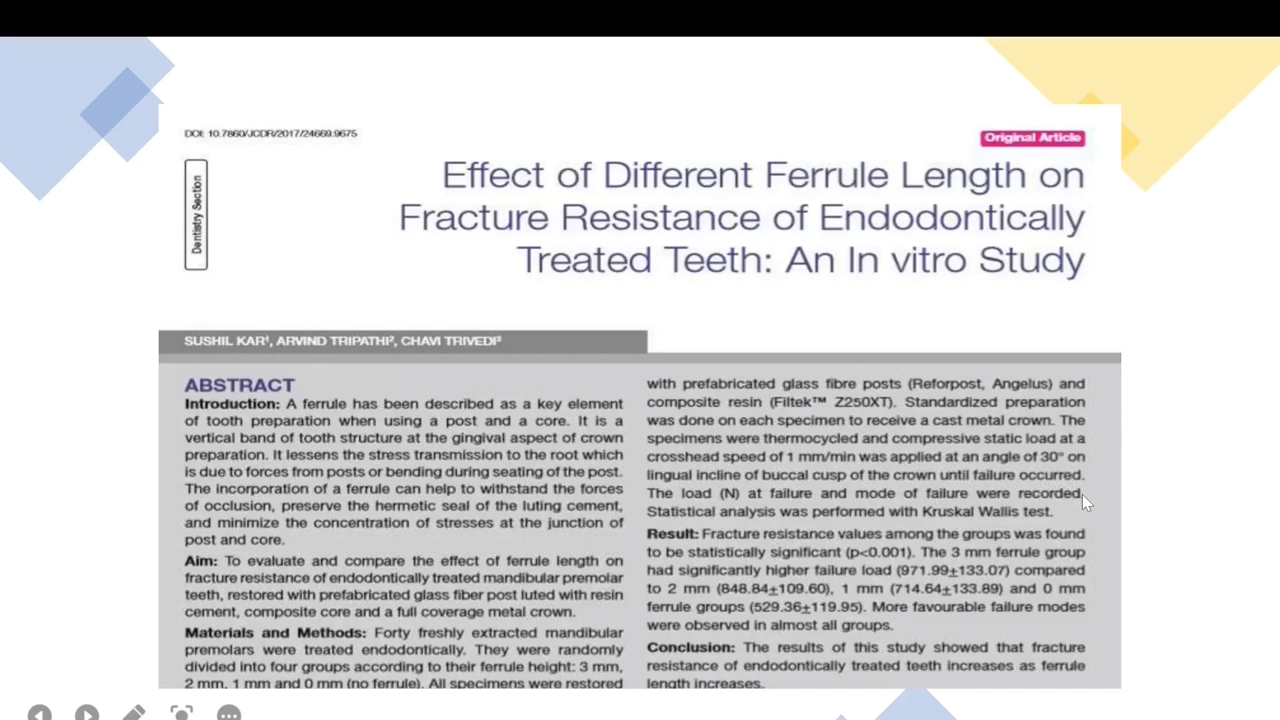 DOI: 10.7860/JCDR/2017/24669.9675
Original Article
Dentistry Section
Effect of Different Ferrule Length on
Fracture Resistance of Endodontically
Treated Teeth: An In vitro Study
SUSHIL KAR¹, ARVIND TRIPATHI², CHAVI TRIVEDI³
ABSTRACT
Introduction: A ferrule has been described as a key element
of tooth preparation when using a post and a core. It is a
vertical band of tooth structure at the gingival aspect of crown
preparation. It lessens the stress transmission to the root which
is due to forces from posts or bending during seating of the post.
The incorporation of a ferrule can help to withstand the forces
of occlusion, preserve the hermetic seal of the luting cement,
and minimize the concentration of stresses at the junction of
post and core.
Aim: To evaluate and compare the effect of ferrule length on
fracture resistance of endodontically treated mandibular premolar
teeth, restored with prefabricated glass fiber post luted with resin
cement, composite core and a full coverage metal crown.
Materials and Methods: Forty freshly extracted mandibular
premolars were treated endodontically. They were randomly
divided into four groups according to their ferrule height: 3 mm,
2 mm, 1 mm and 0 mm (no ferrule). All specimens were restored
with prefabricated glass fibre posts (Reforpost, Angelus) and
composite resin (Filtek™ Z250XT). Standardized preparation
was done on each specimen to receive a cast metal crown. The
specimens were thermocycled and compressive static load at a
crosshead speed of 1 mm/min was applied at an angle of 30° on
lingual incline of buccal cusp of the crown until failure occurred.
The load (N) at failure and mode of failure were recorded.
Statistical analysis was performed with Kruskal Wallis test.
Result: Fracture resistance values among the groups was found
to be statistically significant (p<0.001). The 3 mm ferrule group
had significantly higher failure load (971.99±133.07) compared
to 2 mm (848.84±109.60), 1 mm (714.64±133.89) and 0 mm
ferrule groups (529.36±119.95). More favourable failure modes
were observed in almost all groups.
Conclusion: The results of this study showed that fracture
resistance of endodontically treated teeth increases as ferrule
length increases.